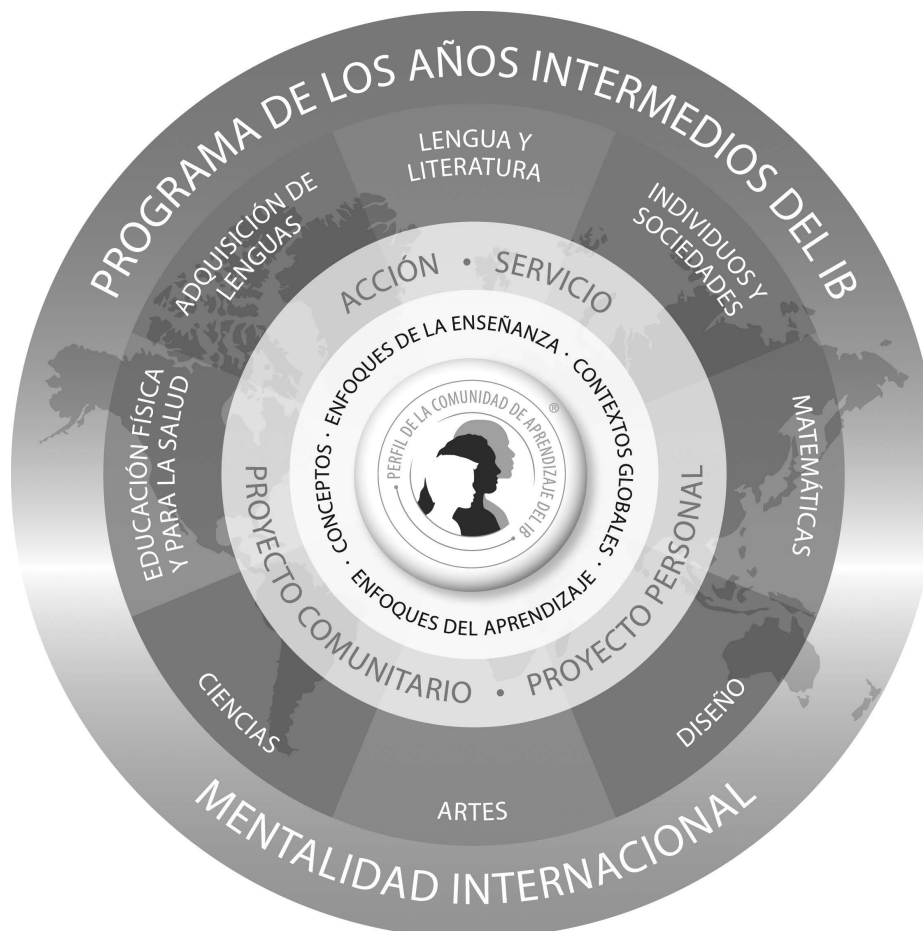 PROGRAMA DE LOS AÑOS INTERMEDIOS DEL IB
LENGUA Y
LITERATURA
INDIVIDUOS Y
SOCIEDADES
MATEMÁTICAS
DISEÑO
ARTES
CIENCIAS
EDUCACIÓN FÍSICA
Y PARA LA SALUD
ADQUISICIÓN DE
LENGUAS
ACCIÓN • SERVICIO
PROYECTO COMUNITARIO • PROYECTO PERSONAL
CONCEPTOS · ENFOQUES DE LA ENSEÑANZA · CONTEXTOS GLOBALES ·
ENFOQUES DEL APRENDIZAJE ·
• PERFIL DE LA COMUNIDAD DE APRENDIZAJE DEL IB • ®
MENTALIDAD INTERNACIONAL